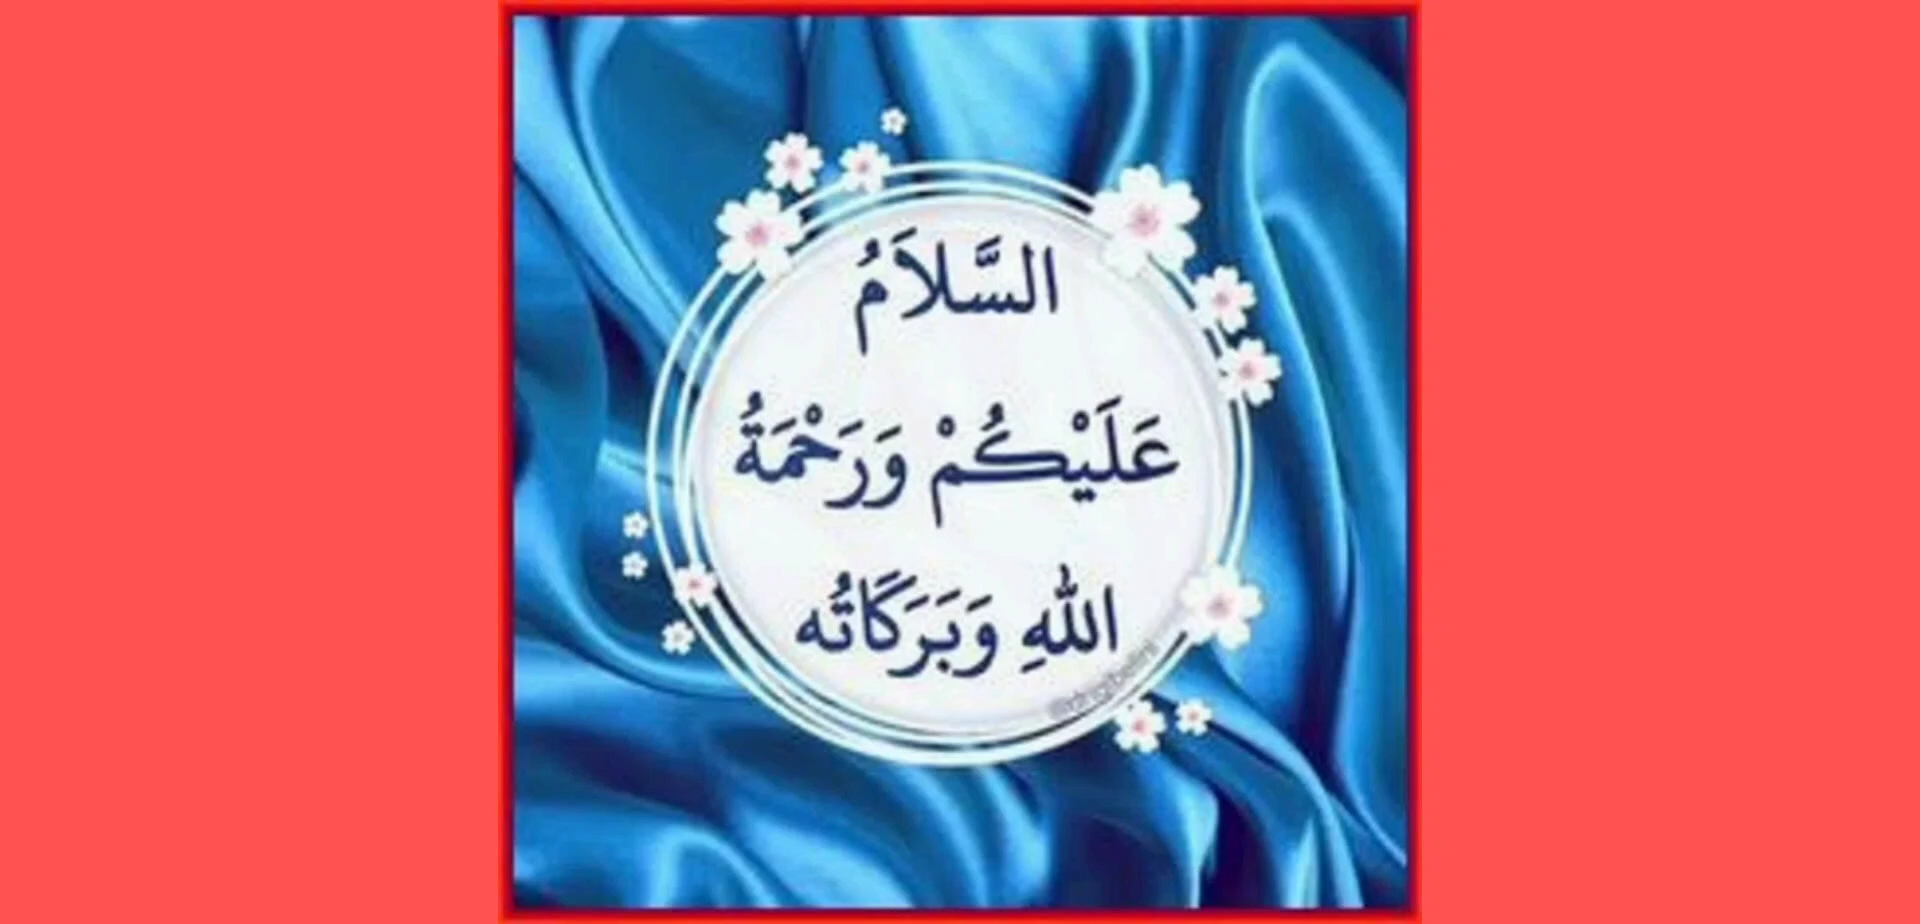 السَّلاَمُ
عَلَيْكُمْ وَرَحْمَةُ
اللهِ وَبَرَكَاتُه